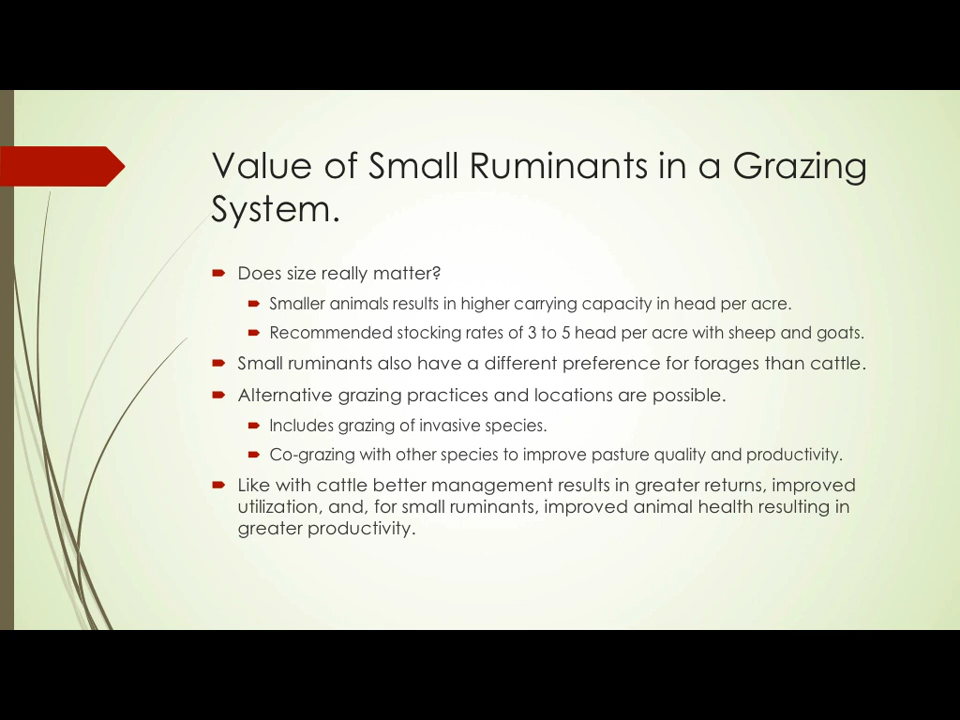 Value of Small Ruminants in a Grazing
System.
Does size really matter?
Smaller animals results in higher carrying capacity in head per acre.
Recommended stocking rates of 3 to 5 head per acre with sheep and goats.
Small ruminants also have a different preference for forages than cattle.
Alternative grazing practices and locations are possible.
Includes grazing of invasive species.
Co-grazing with other species to improve pasture quality and productivity.
Like with cattle better management results in greater returns, improved
utilization, and, for small ruminants, improved animal health resulting in
greater productivity.